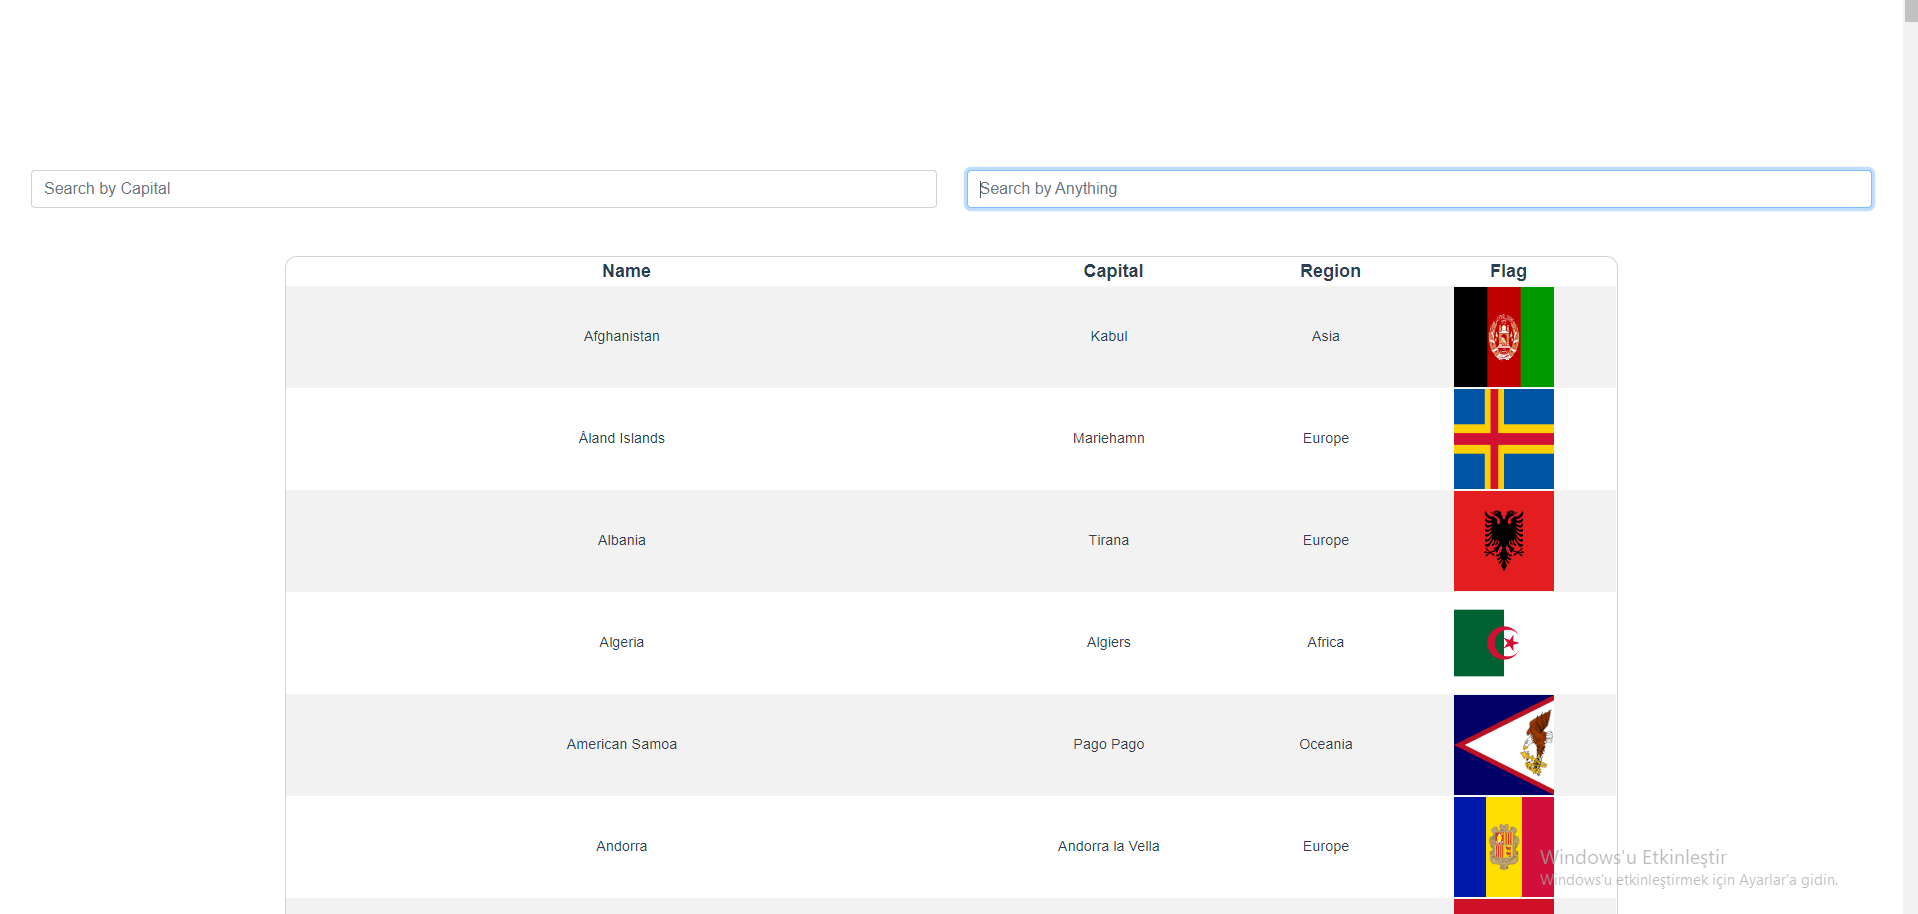 Search by Capital
Search by Anything
Name Capital Region Flag
Afghanistan Kabul Asia
Åland Islands Mariehamn Europe
Albania Tirana Europe
Algeria Algiers Africa
American Samoa Pago Pago Oceania
Andorra Andorra la Vella Europe
Windows'u Etkinleştir
Windows'u etkinleştirmek için Ayarlar'a gidin.